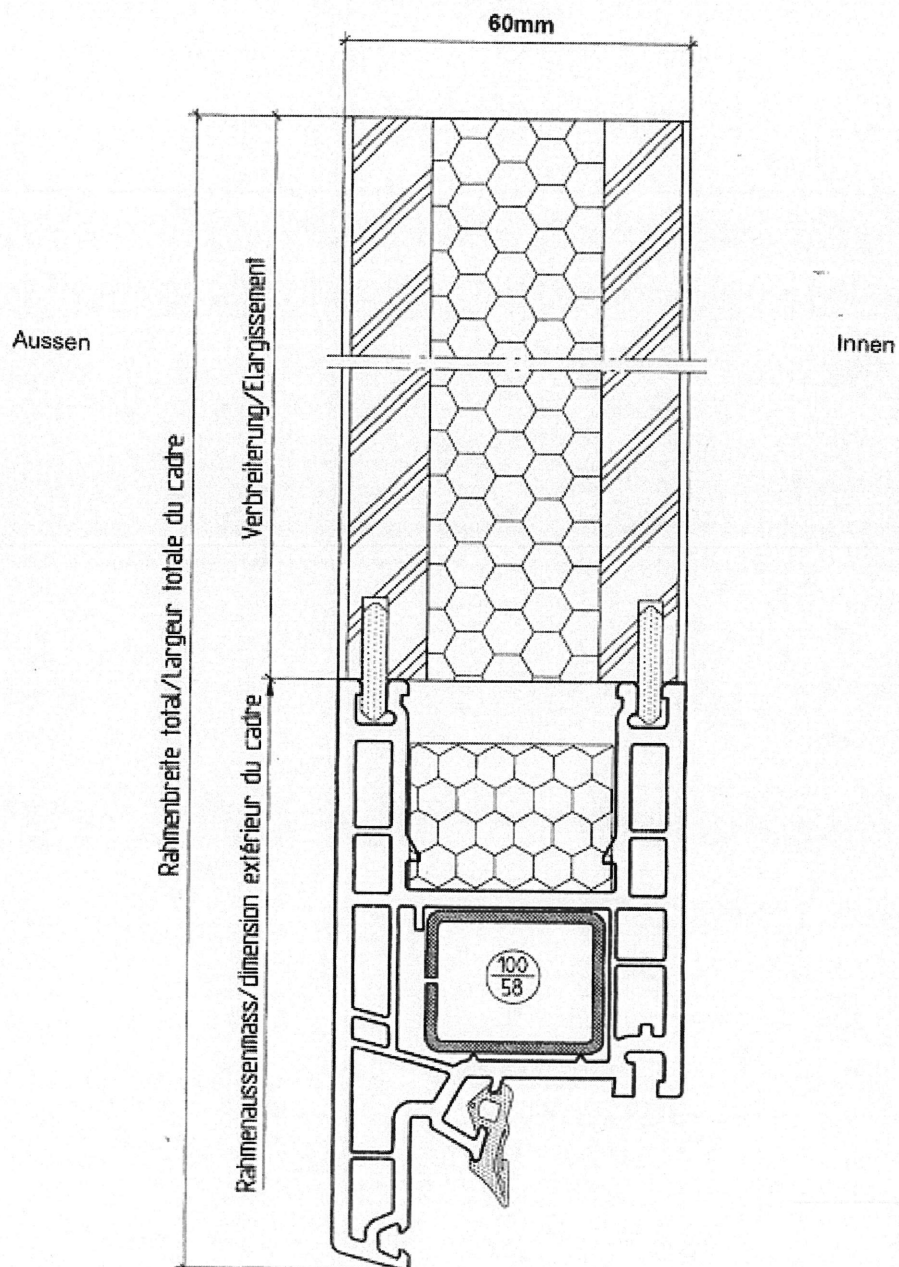 60mm
Aussen
Innen
Verbreiterung/Elargissement
Rahmenbreite total/Largeur totale du cadre
Rahmenaussenmass/dimension extérieur du cadre
100
58